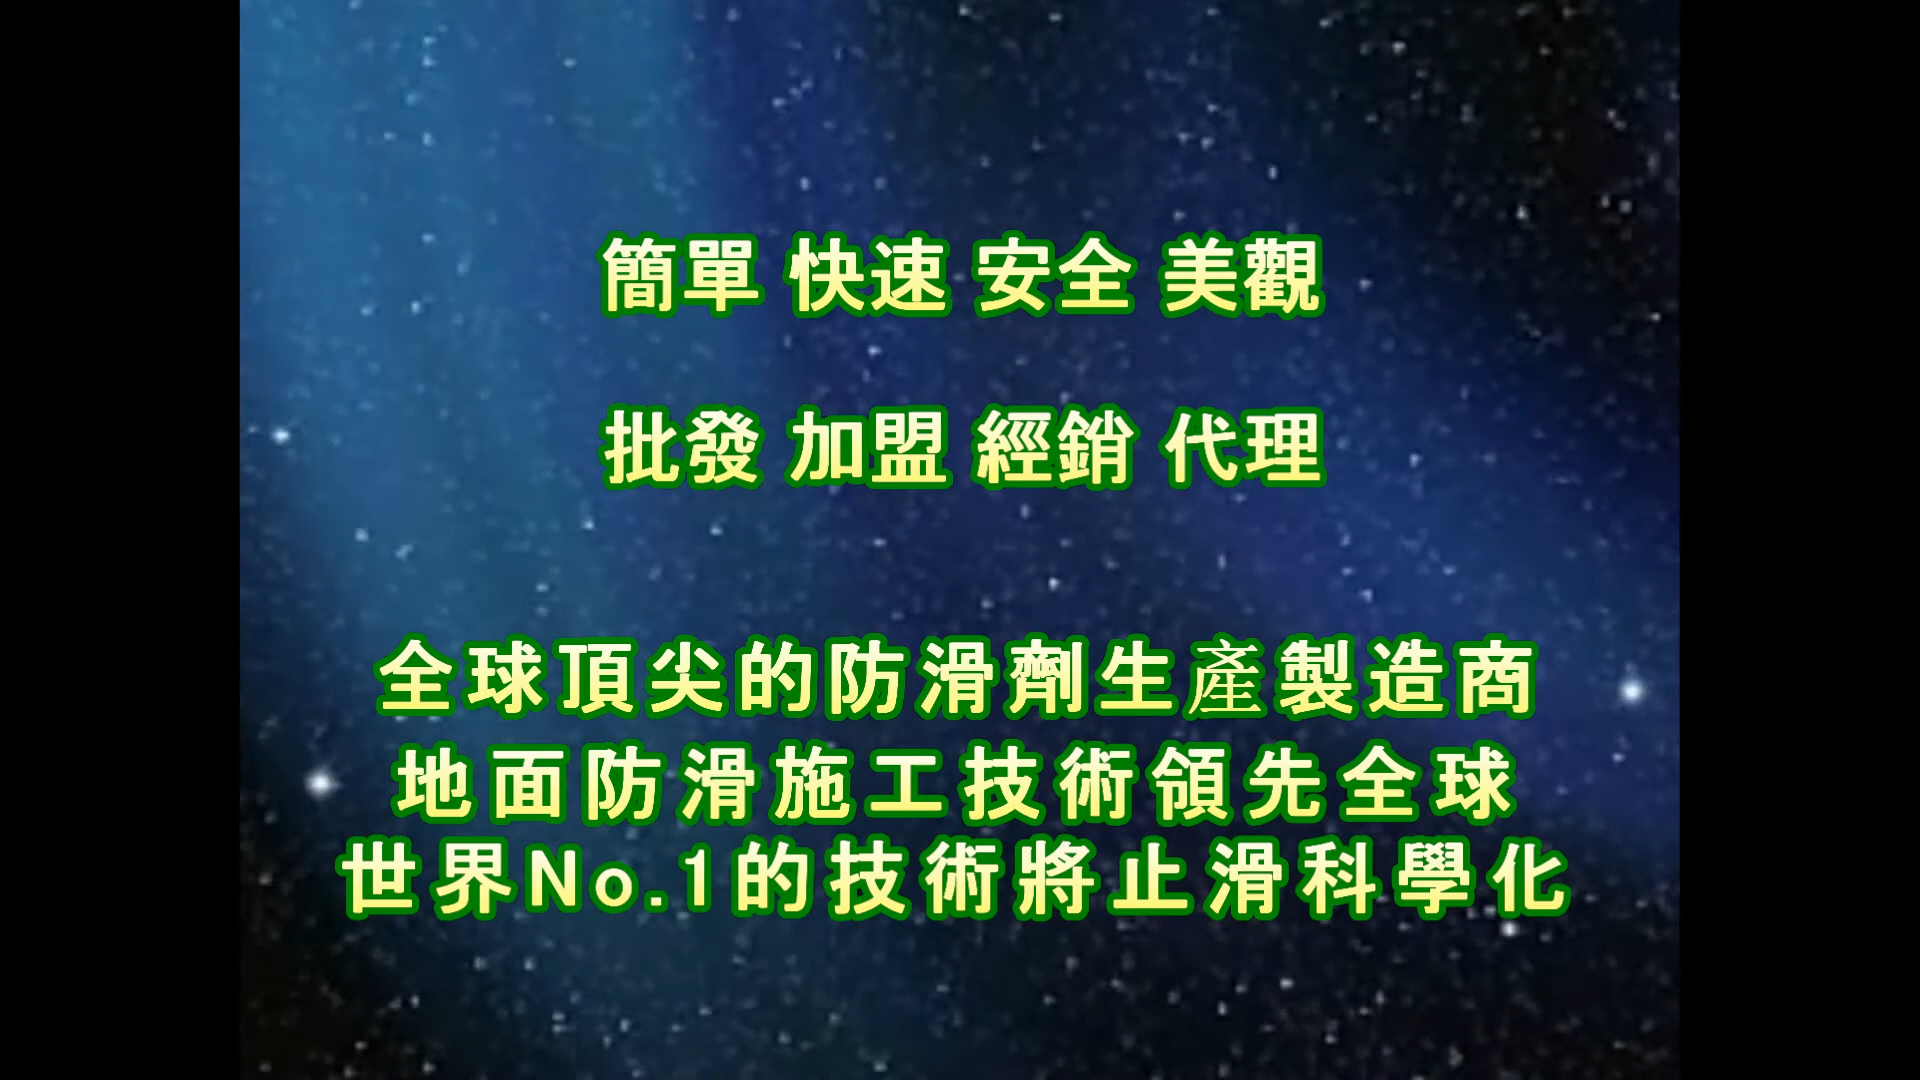 簡單 快速 安全 美觀
批發 加盟 經銷 代理
全球頂尖的防滑劑生產製造商
地面防滑施工技術領先全球
世界No.1的技術將止滑科學化